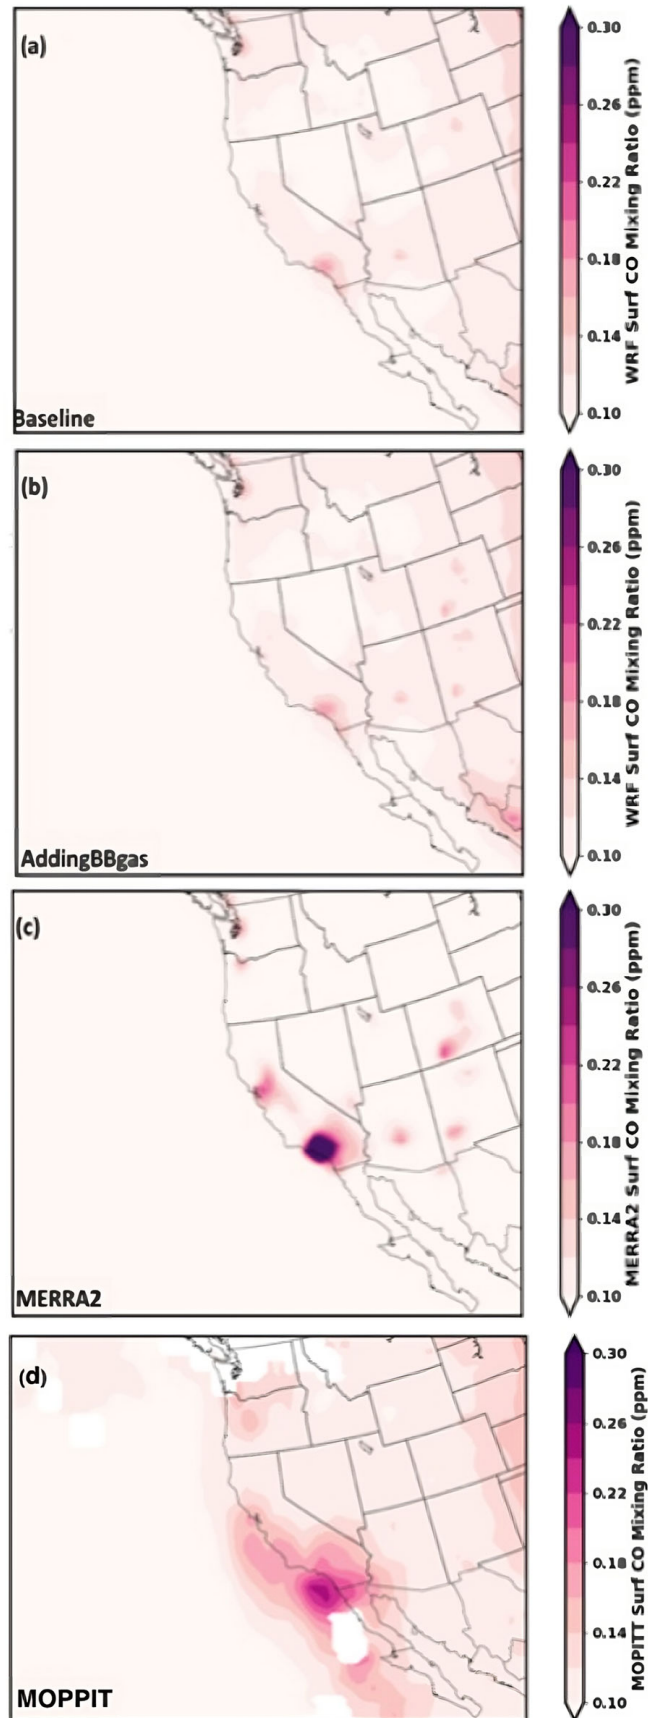 (a)
Baseline
0.30
0.26
0.22
0.18
0.14
0.10
WRF Surf CO Mixing Ratio (ppm)
(b)
AddingBBgas
0.30
0.26
0.22
0.18
0.14
0.10
WRF Surf CO Mixing Ratio (ppm)
(c)
MERRA2
0.30
0.26
0.22
0.18
0.14
0.10
MERRA2 Surf CO Mixing Ratio (ppm)
(d)
MOPPIT
0.30
0.26
0.22
0.18
0.14
0.10
MOPITT Surf CO Mixing Ratio (ppm)